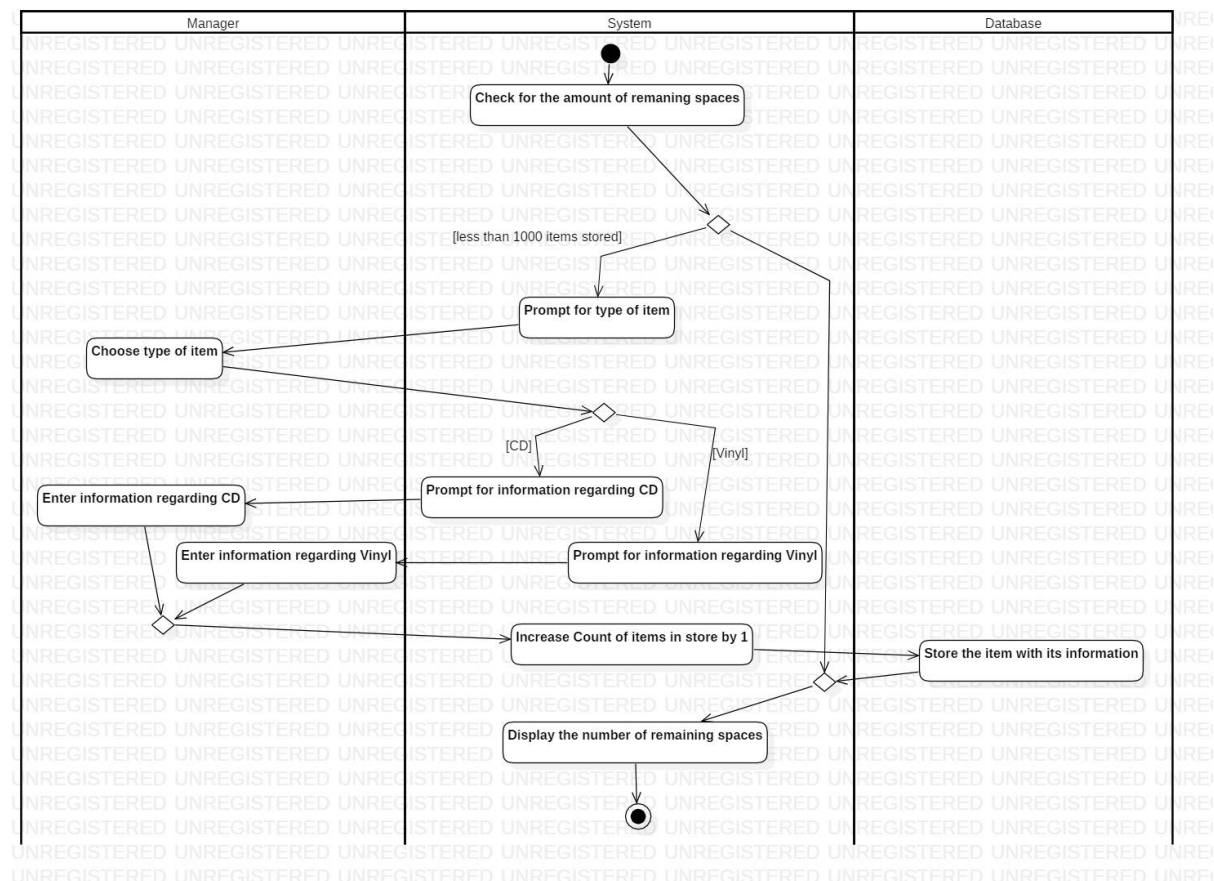 Manager
System
Database
Check for the amount of remaning spaces
[less than 1000 items stored]
Prompt for type of item
Choose type of item
[CD]
[Vinyl]
Prompt for information regarding CD
Enter information regarding CD
Enter information regarding Vinyl
Prompt for information regarding Vinyl
Increase Count of items in store by 1
Store the item with its information
Display the number of remaining spaces
UNREGISTERED